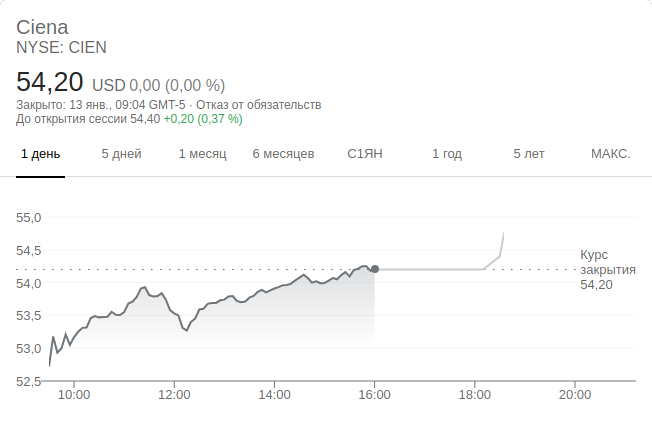 Ciena
NYSE: CIEN
54,20 USD 0,00 (0,00 %)
Закрыто: 13 янв., 09:04 GMT-5 · Отказ от обязательств
До открытия сессии 54,40 +0,20 (0,37 %)
1 день 5 дней 1 месяц 6 месяцев С1ЯН 1 год 5 лет МАКС.
55,0
54,5
54,0
53,5
53,0
52,5
Курс
закрытия
54,20
10:00 12:00 14:00 16:00 18:00 20:00